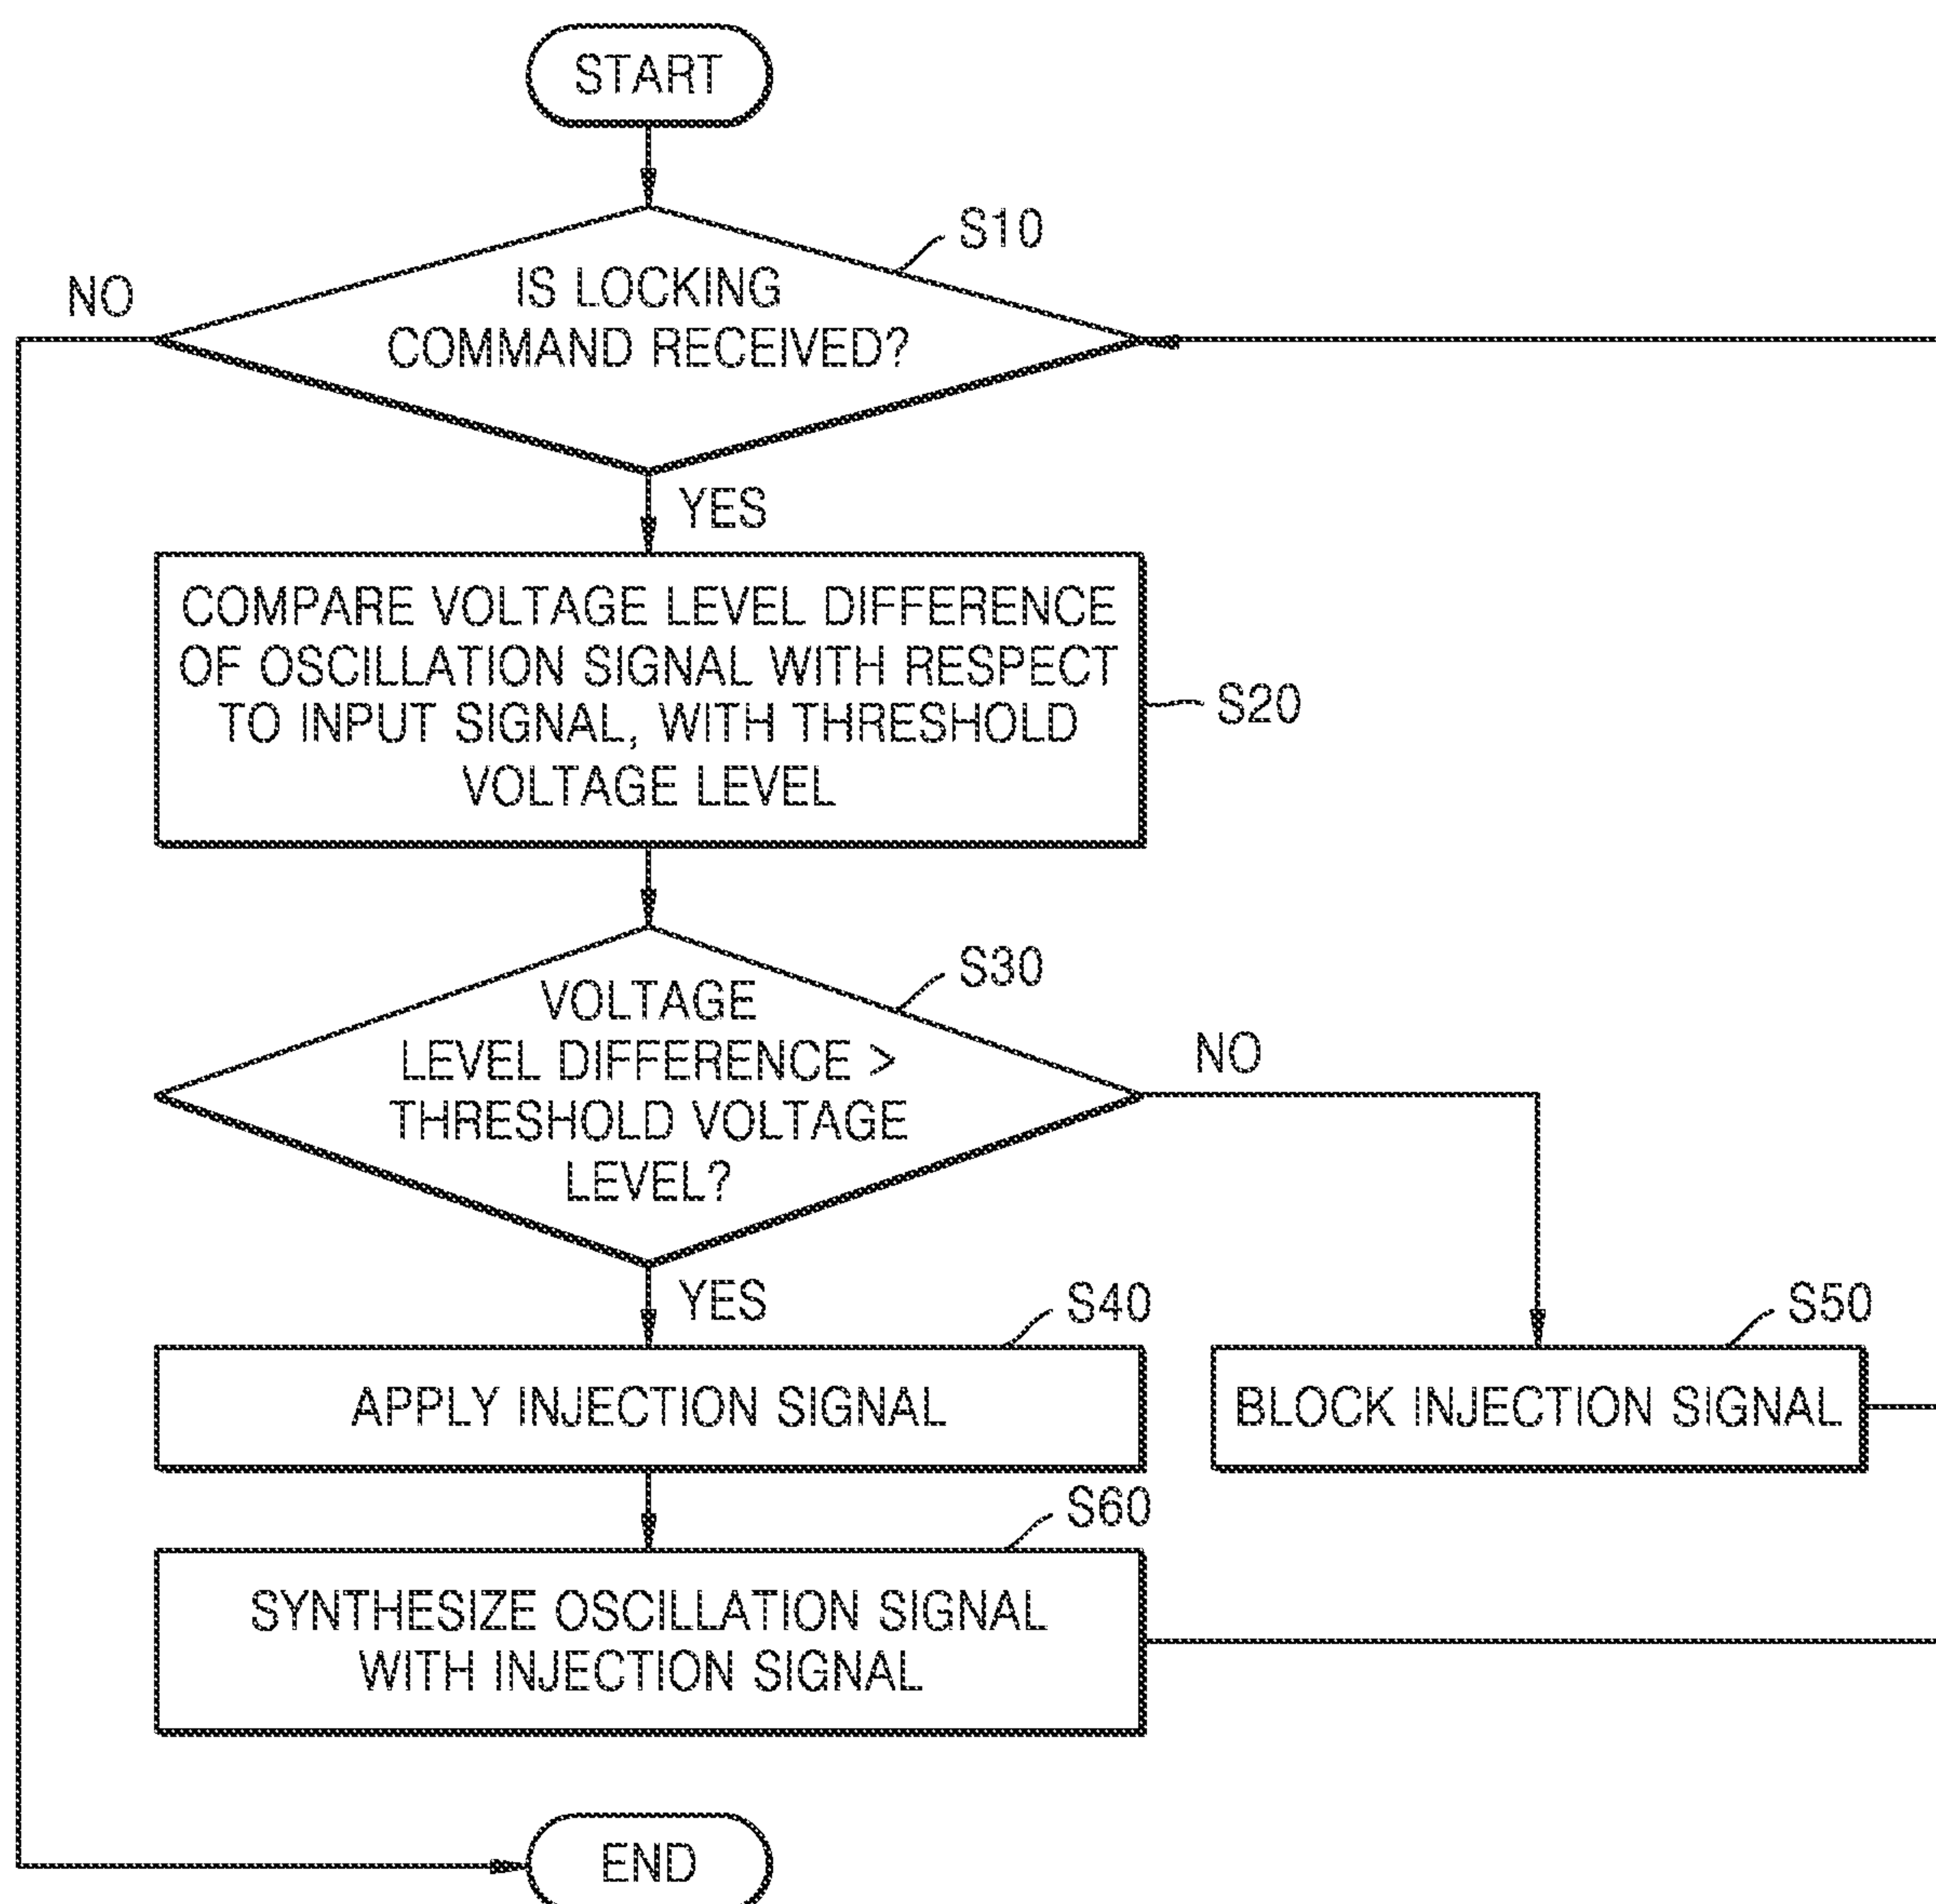 START
S10
NO
IS LOCKING
COMMAND RECEIVED?
YES
COMPARE VOLTAGE LEVEL DIFFERENCE
OF OSCILLATION SIGNAL WITH RESPECT
TO INPUT SIGNAL, WITH THRESHOLD
VOLTAGE LEVEL
S20
S30
VOLTAGE
LEVEL DIFFERENCE >
THRESHOLD VOLTAGE
LEVEL?
NO
YES
S40
S50
APPLY INJECTION SIGNAL
BLOCK INJECTION SIGNAL
S60
SYNTHESIZE OSCILLATION SIGNAL
WITH INJECTION SIGNAL
END